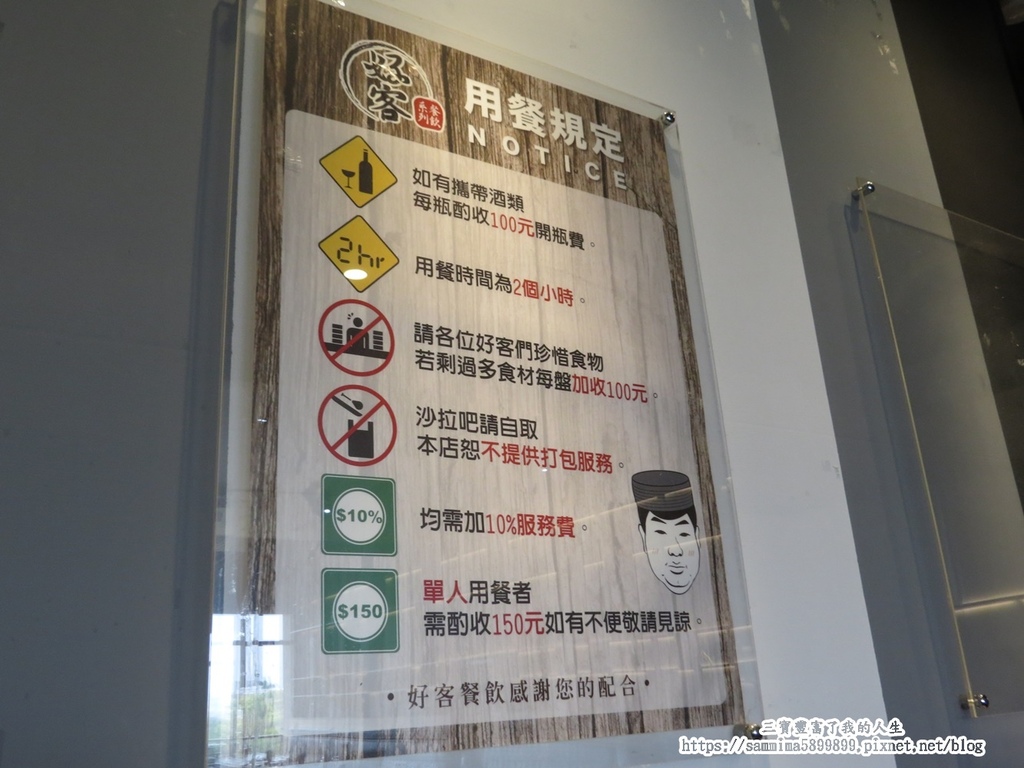 好客
餐飲
系列
用餐規定
NOTICE
如有攜帶酒類
每瓶酌收100元開瓶費。
2hr
用餐時間為2個小時。
請各位好客們珍惜食物
若剩過多食材每盤加收100元。
沙拉吧請自取
本店恕不提供打包服務。
$10%
均需加10%服務費。
$150
單人用餐者
需酌收150元如有不便敬請見諒。
•好客餐飲感謝您的配合•
三寶豐富了我的人生
https://sammima5899899.pixnet.net/blog